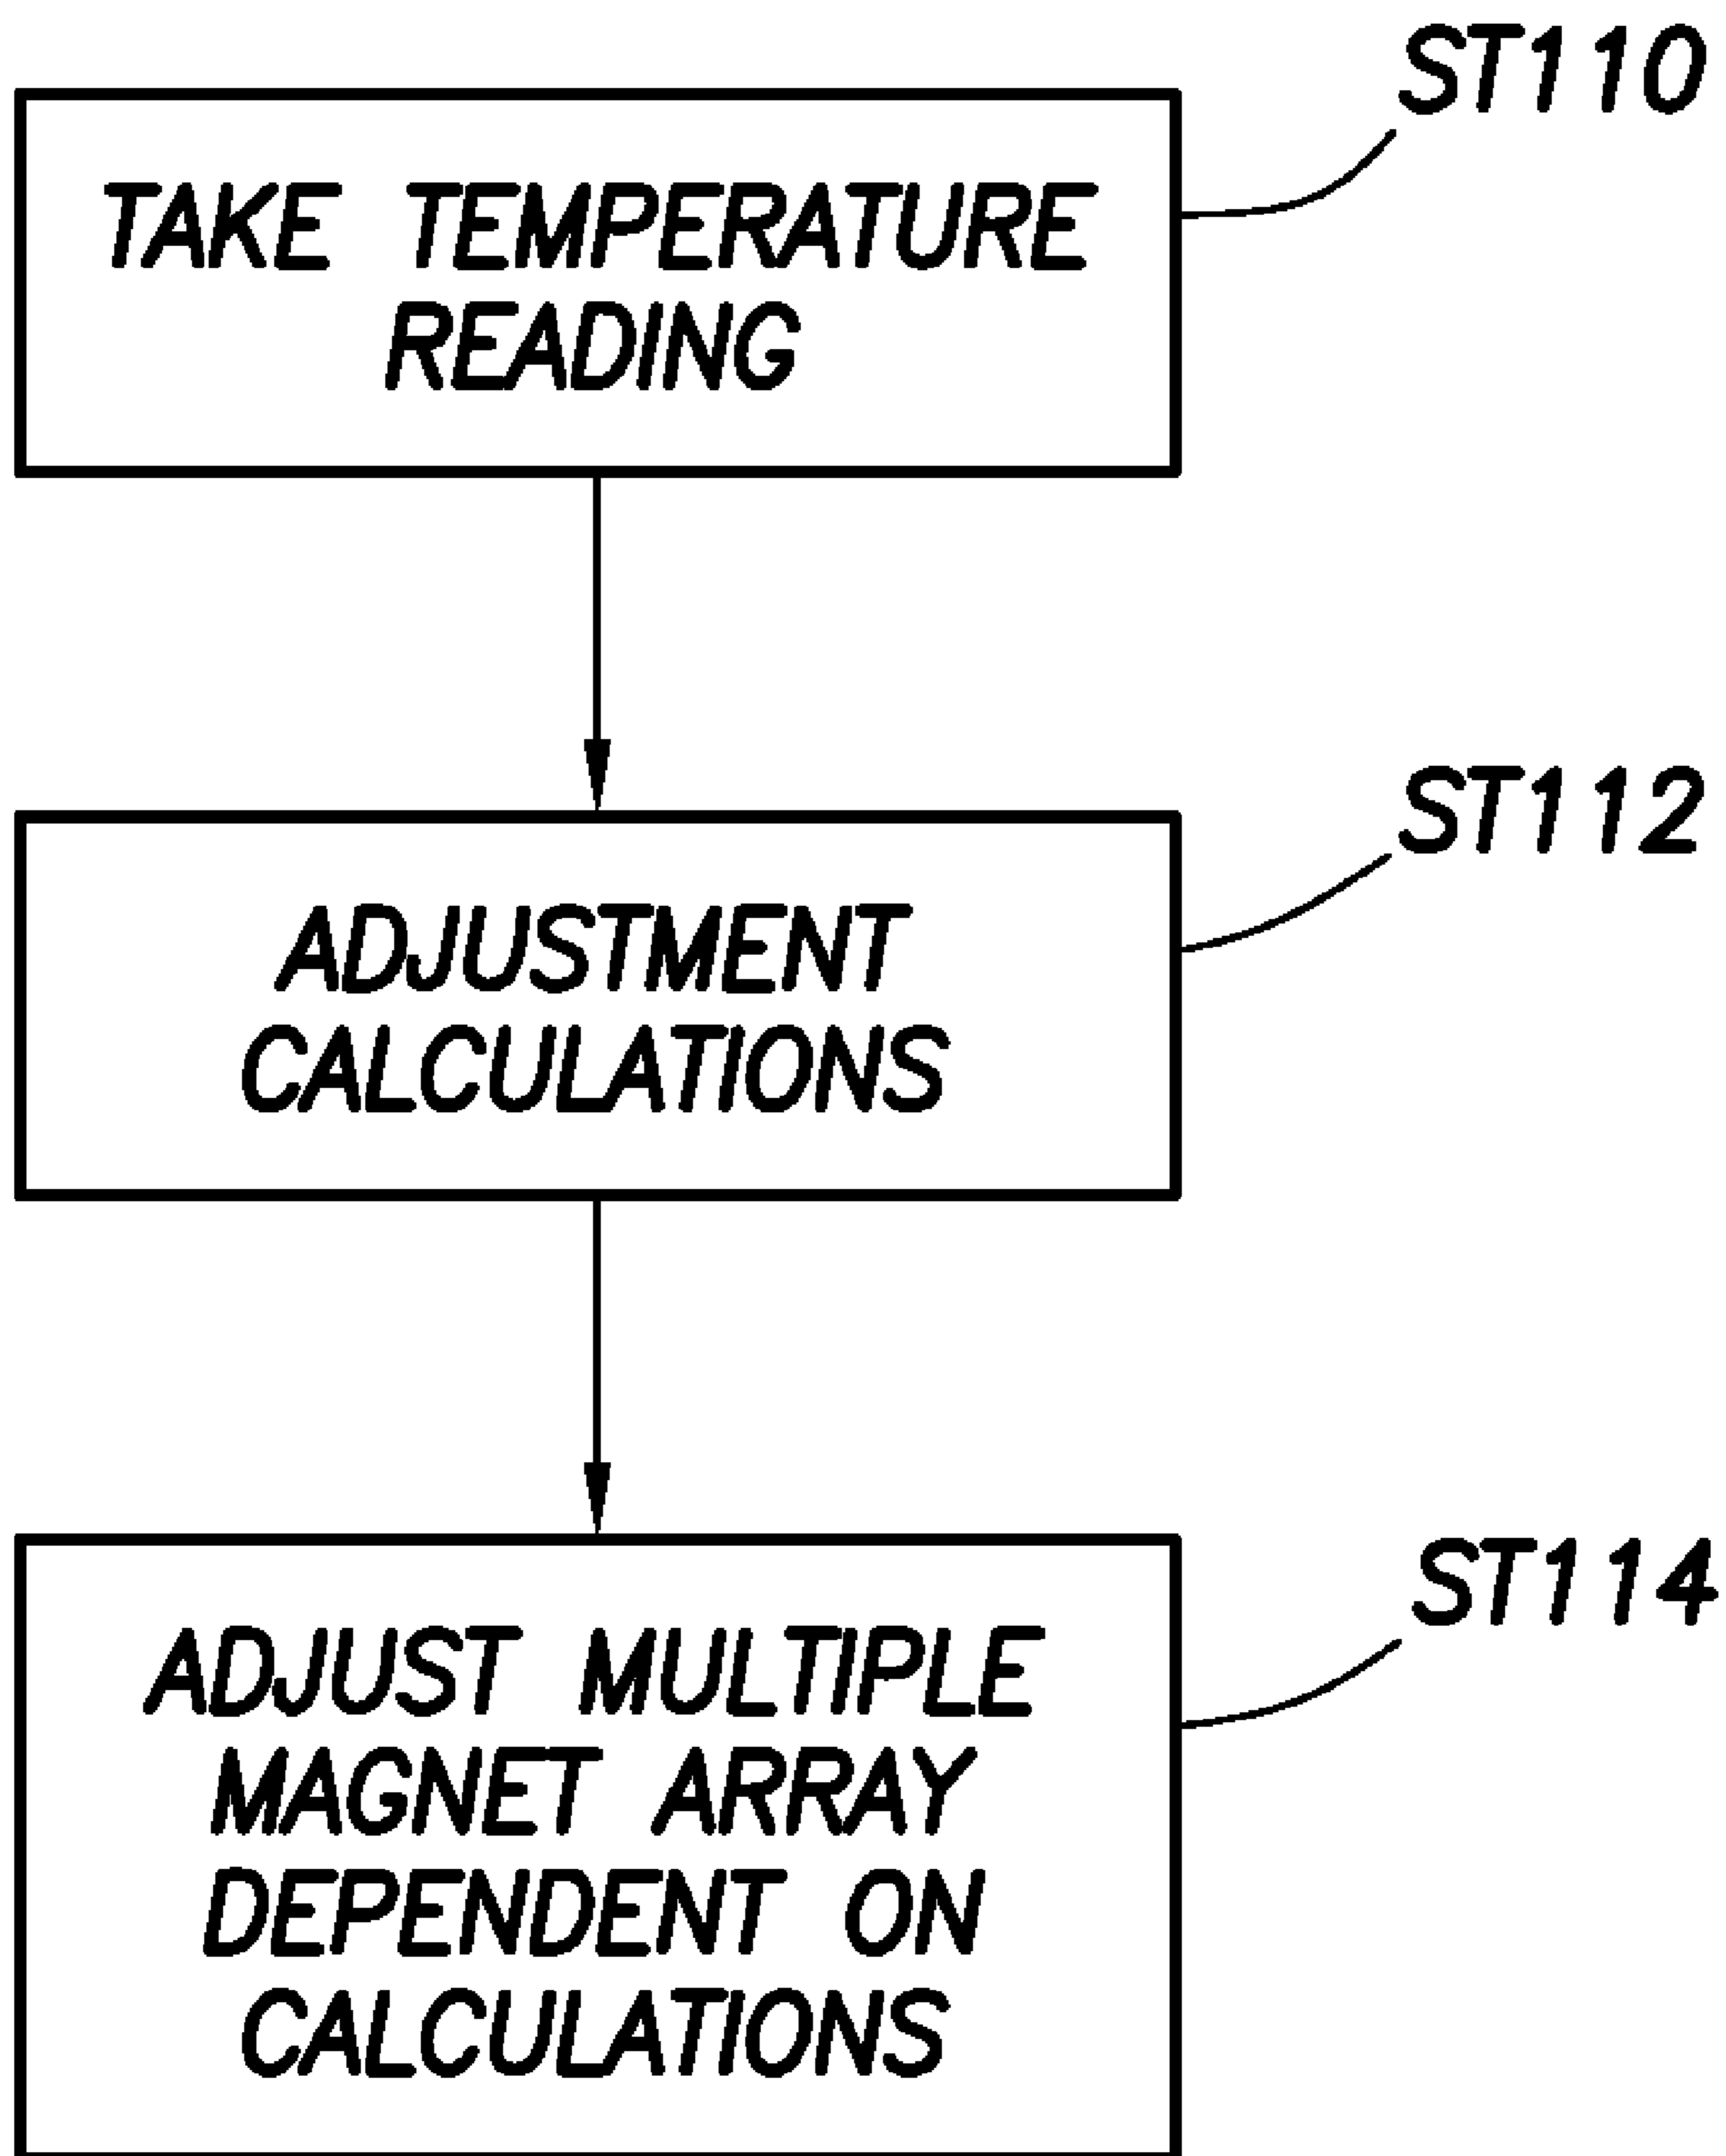 ST110
TAKE TEMPERATURE
READING
ST112
ADJUSTMENT
CALCULATIONS
ST114
ADJUST MULTIPLE
MAGNET ARRAY
DEPENDENT ON
CALCULATIONS